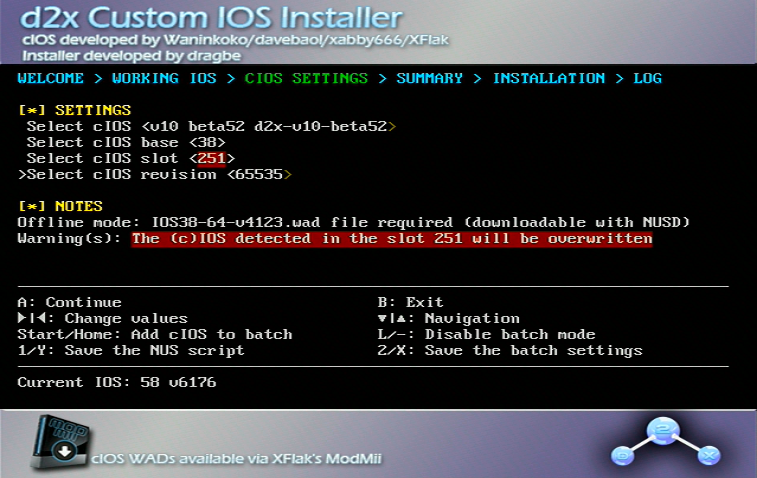 d2x Custom IOS Installer
cIOS developed by Waninkoko/davebaol/xabby666/XFlak
Installer developed by dragbe
WELCOME > WORKING IOS > CIOS SETTINGS > SUMMARY > INSTALLATION > LOG
[*] SETTINGS
Select cIOS <v10 beta52 d2x-v10-beta52>
Select cIOS base <38>
Select cIOS slot <251>
>Select cIOS revision <65535>
[*] NOTES
Offline mode: IOS38-64-v4123.wad file required (downloadable with NUSD)
Warning(s): The (c)IOS detected in the slot 251 will be overwritten
A: Continue B: Exit
►|◄: Change values ▼|▲: Navigation
Start/Home: Add cIOS to batch L/-: Disable batch mode
1/Y: Save the NUS script 2/X: Save the batch settings
Current IOS: 58 v6176
MOD
Mii
cIOS WADs available via XFlak's ModMii
2
D X